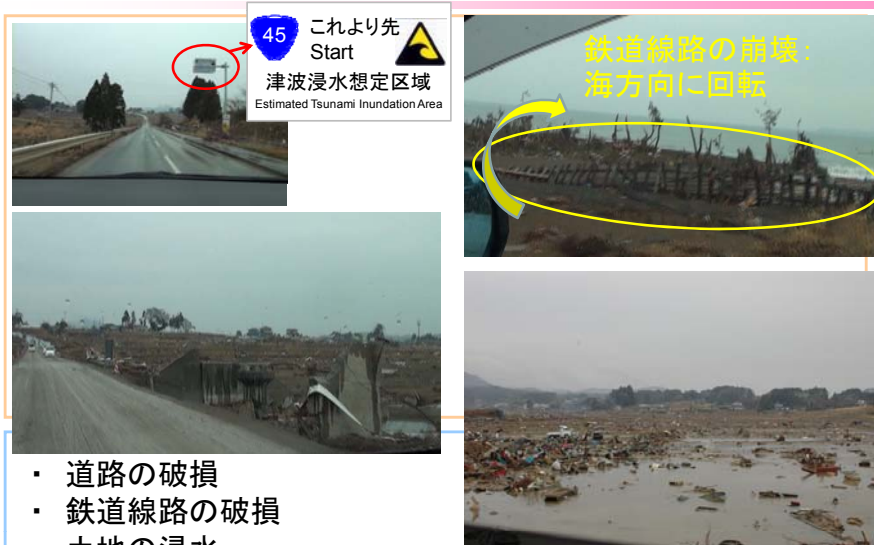 45
これより先
Start
津波浸水想定区域
Estimated Tsunami Inundation Area
鉄道線路の崩壊:
海方向に回転
・ 道路の破損
・ 鉄道線路の破損